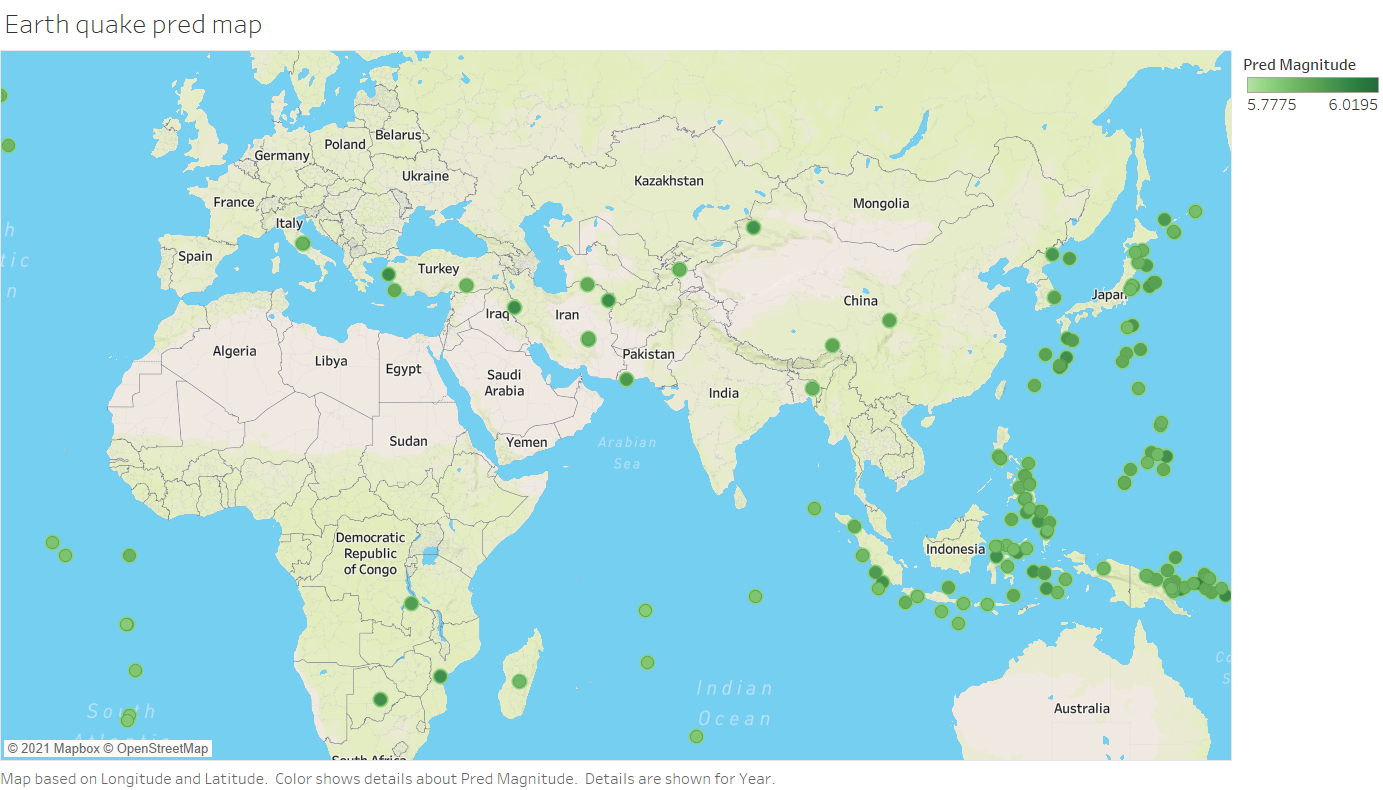 Earth quake pred map
Pred Magnitude
5.7775 6.0195
Belarus
Poland
Germany
Ukraine
France
Kazakhstan
Mongolia
Italy
Spain
Turkey
Japan
China
Iraq
Iran
Algeria
Libya
Egypt
Pakistan
Saudi
Arabia
India
Sudan
Yemen
Arabian
Sea
Democratic
Republic
of Congo
Indonesia
Indian
Ocean
South
Atlantic
Australia
South Africa
© 2021 Mapbox © OpenStreetMap
Map based on Longitude and Latitude. Color shows details about Pred Magnitude. Details are shown for Year.